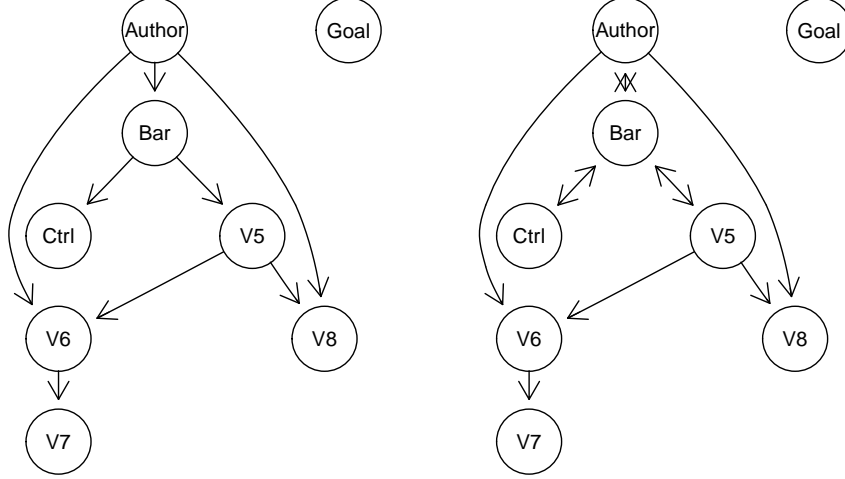 Author Goal Author Goal
Bar Bar
Ctrl V5 Ctrl V5
V6 V8 V6 V8
V7 V7